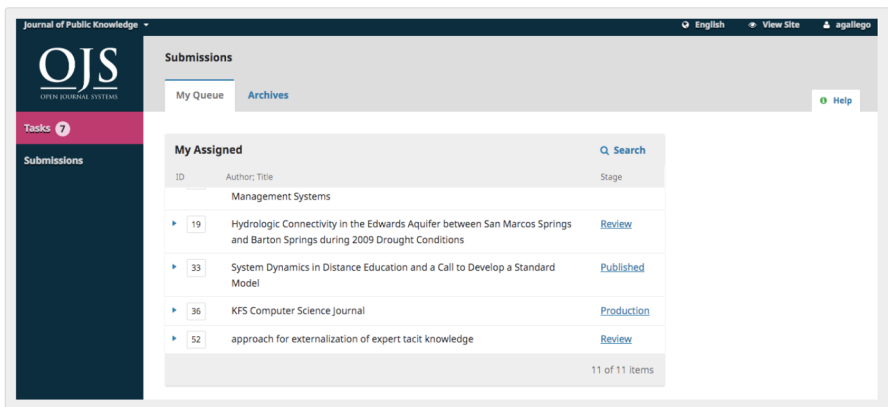 Journal of Public Knowledge
English
View Site
agallego
OJS
OPEN JOURNAL SYSTEMS
Tasks 7
Submissions
Submissions
My Queue
Archives
Help
My Assigned
Search
ID
Author; Title
Stage
Management Systems
19
Hydrologic Connectivity in the Edwards Aquifer between San Marcos Springs
and Barton Springs during 2009 Drought Conditions
Review
33
System Dynamics in Distance Education and a Call to Develop a Standard
Model
Published
36
KFS Computer Science Journal
Production
52
approach for externalization of expert tacit knowledge
Review
11 of 11 items